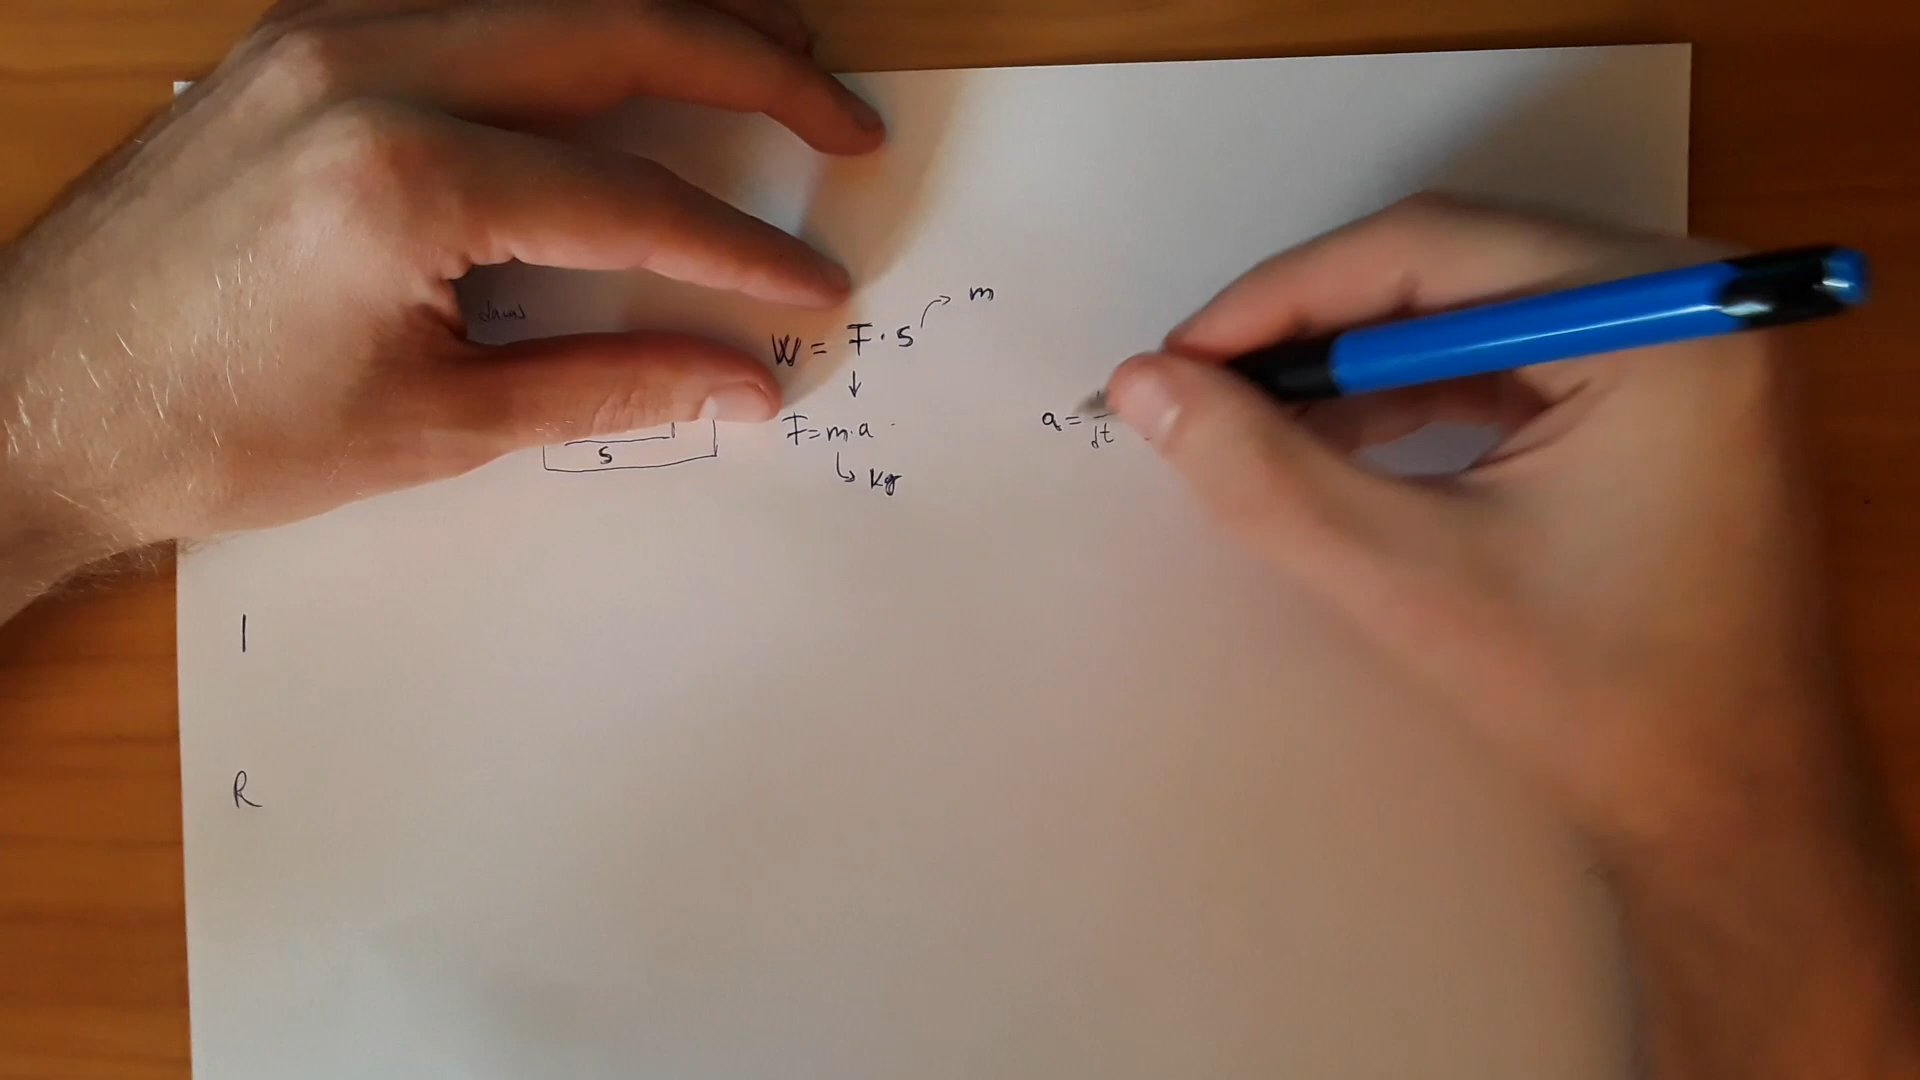 m
W = F · s
↓
F = m·a
↳ kg
a =
dt
s
I
R